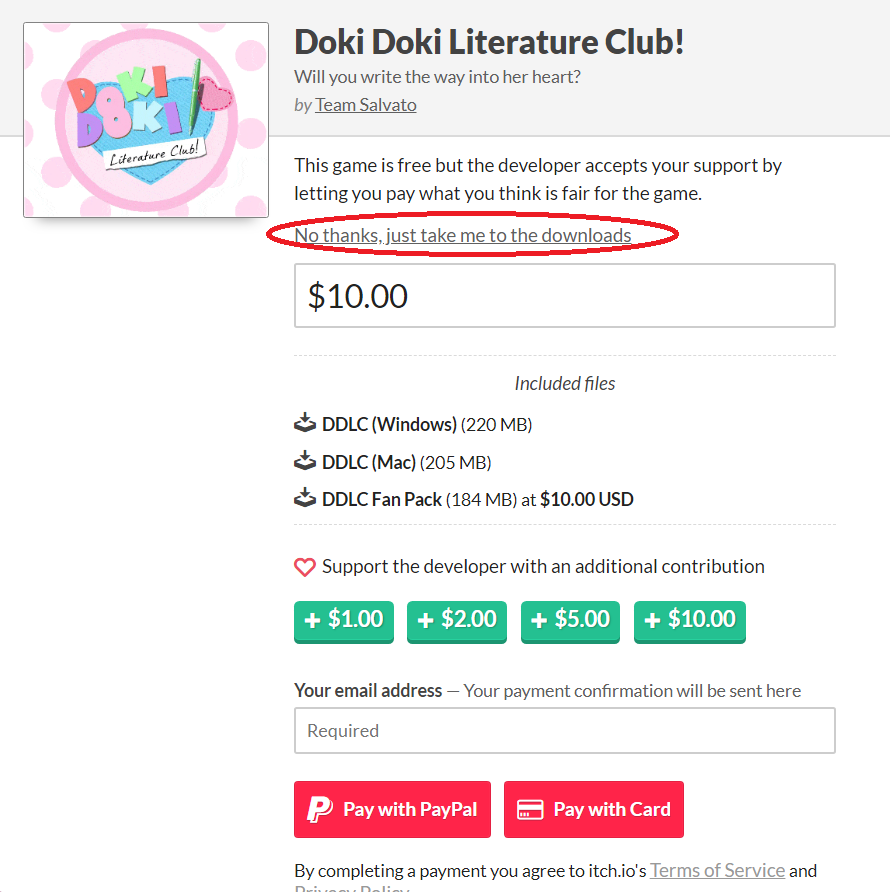 DOKI
DOKI
Literature Club!
Doki Doki Literature Club!
Will you write the way into her heart?
by Team Salvato
This game is free but the developer accepts your support by
letting you pay what you think is fair for the game.
No thanks, just take me to the downloads
$10.00
Included files
DDLC (Windows) (220 MB)
DDLC (Mac) (205 MB)
DDLC Fan Pack (184 MB) at $10.00 USD
Support the developer with an additional contribution
+ $1.00 + $2.00 + $5.00 + $10.00
Your email address — Your payment confirmation will be sent here
Required
Pay with PayPal Pay with Card
By completing a payment you agree to itch.io's Terms of Service and
Privacy Policy